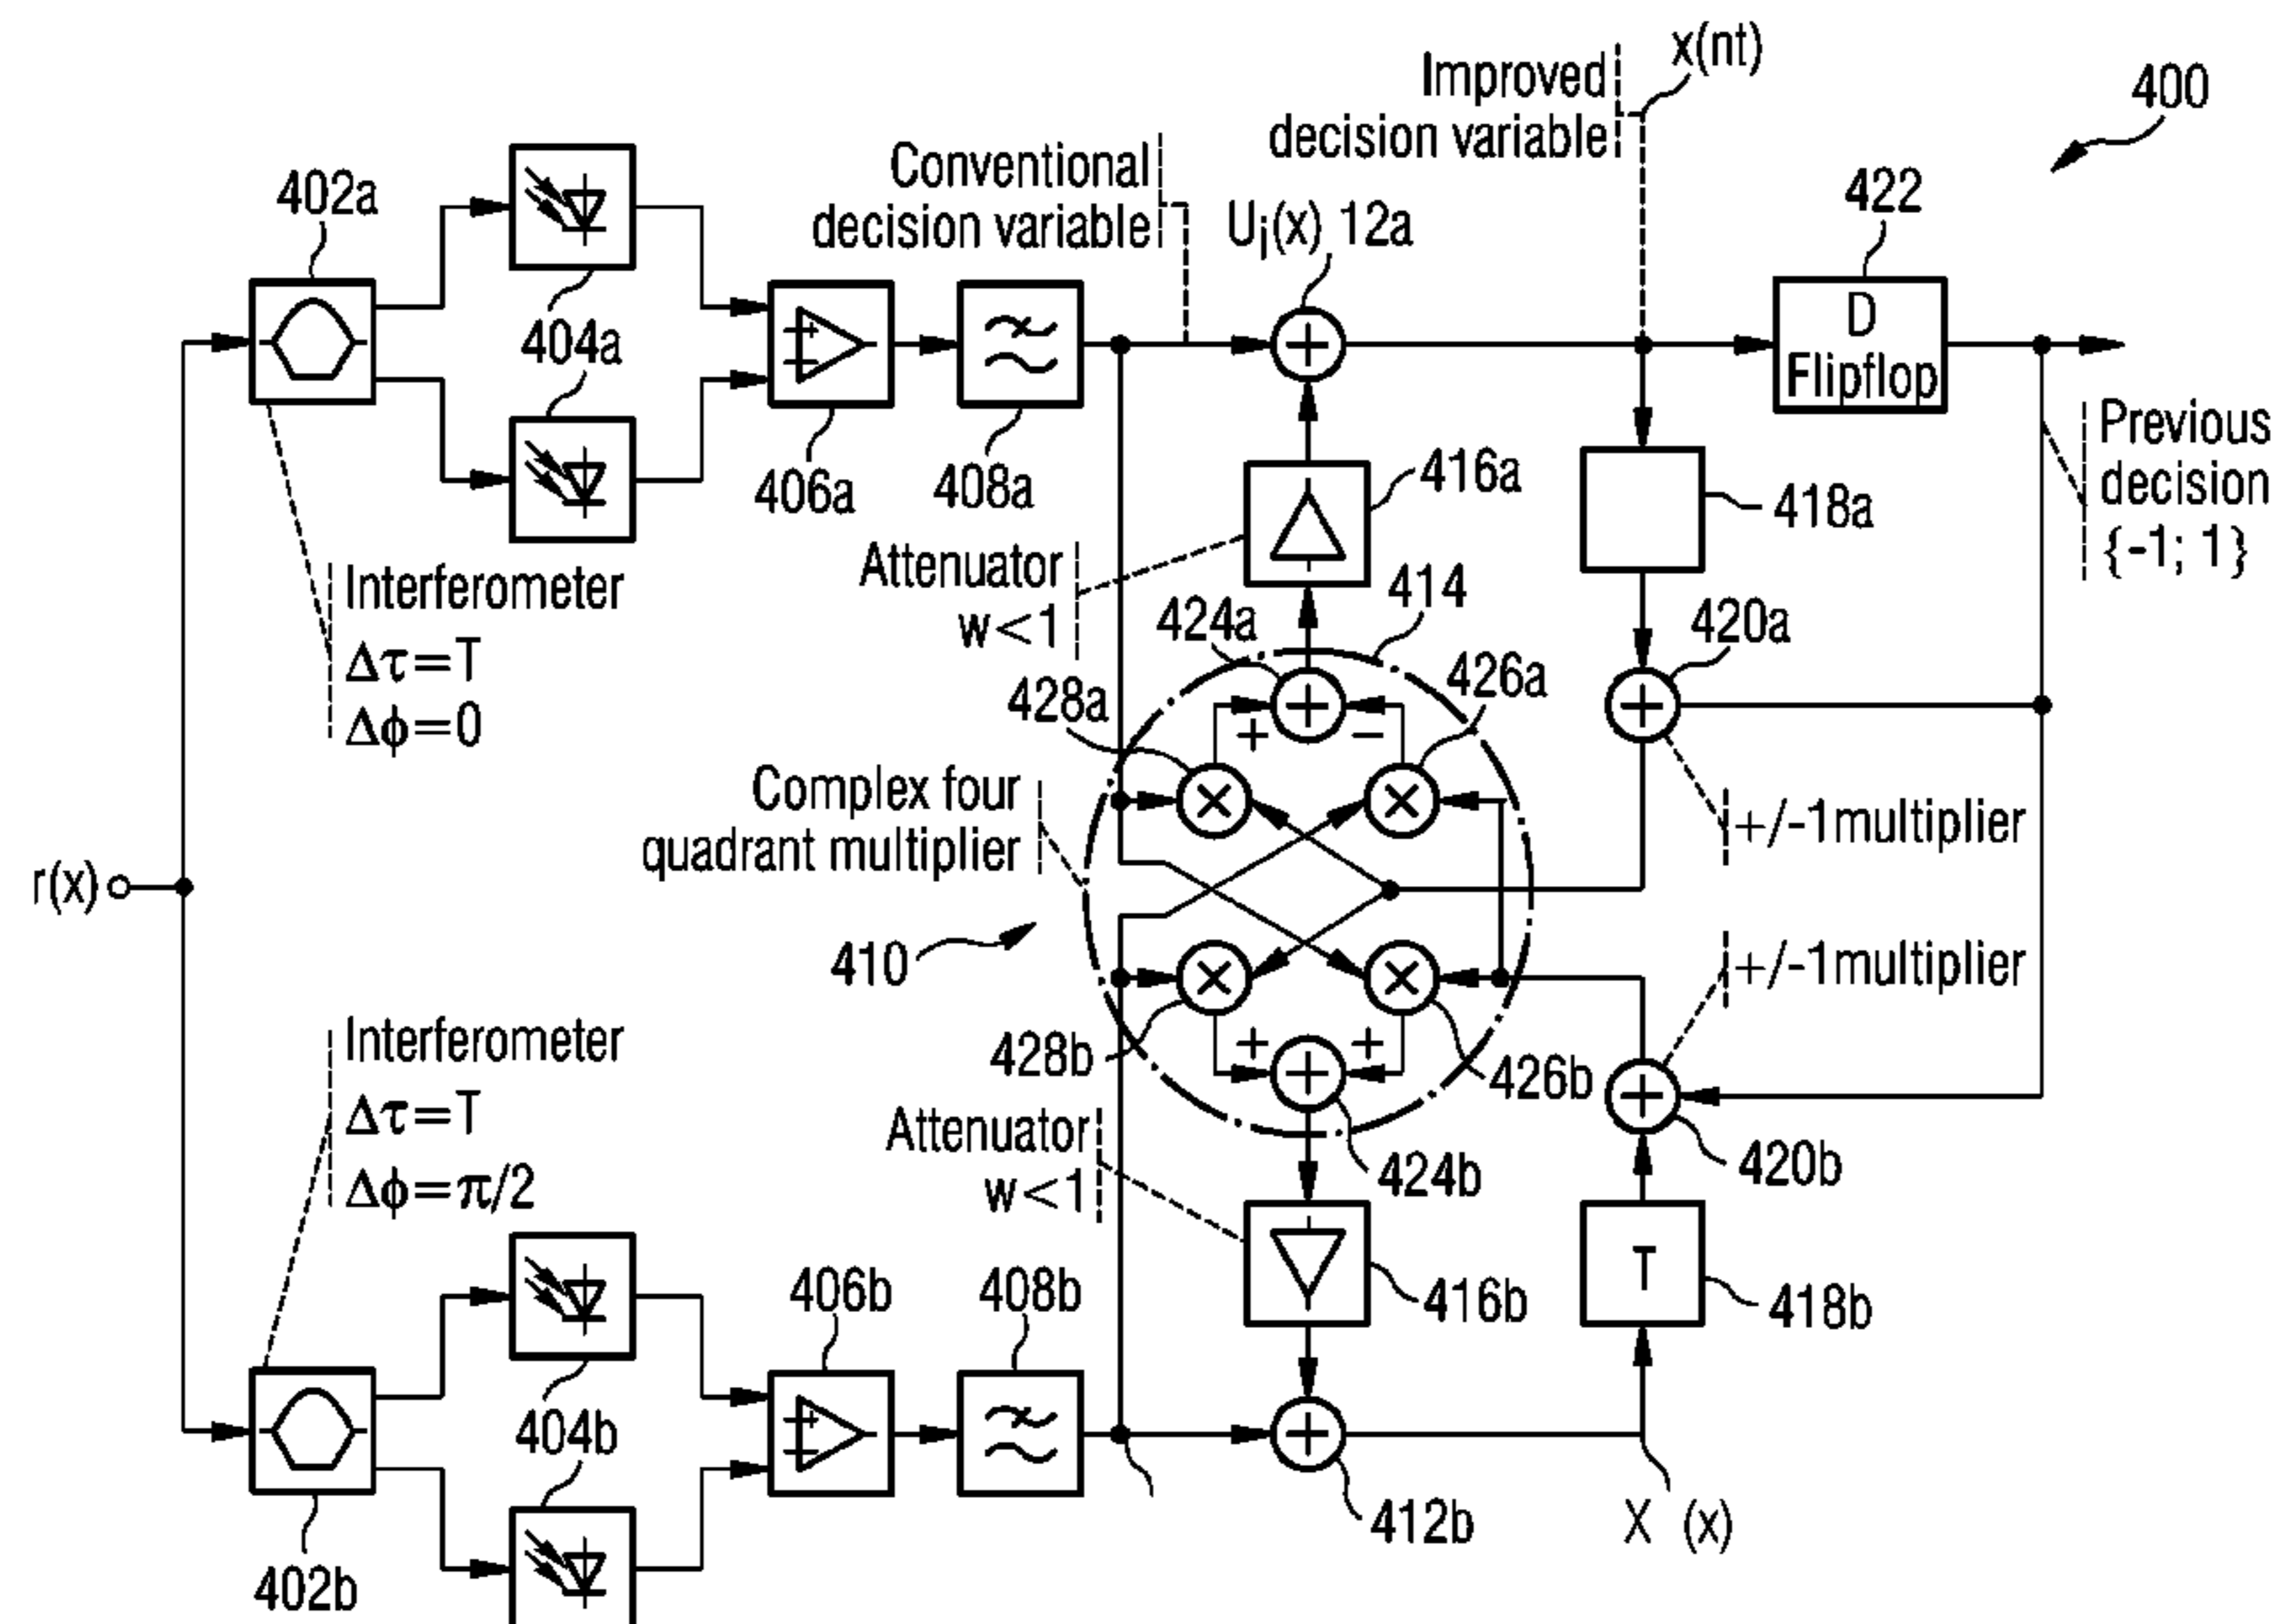 Improved
decision variable
x(nt)
400
Conventional
decision variable
Uj(x) 12a
422
402a
404a
406a
408a
D
Flipflop
416a
418a
Previous
decision
{-1; 1}
Interferometer
Δτ=T
Δϕ=0
Attenuator
w<1
414
424a
420a
428a
426a
+
−
+/-1multiplier
Complex four
quadrant multiplier
r(x)
410
+/-1multiplier
Interferometer
Δτ=T
Δϕ=π/2
428b
+
+
426b
Attenuator
w<1
424b
420b
T
406b
408b
416b
418b
404b
412b
X (x)
402b